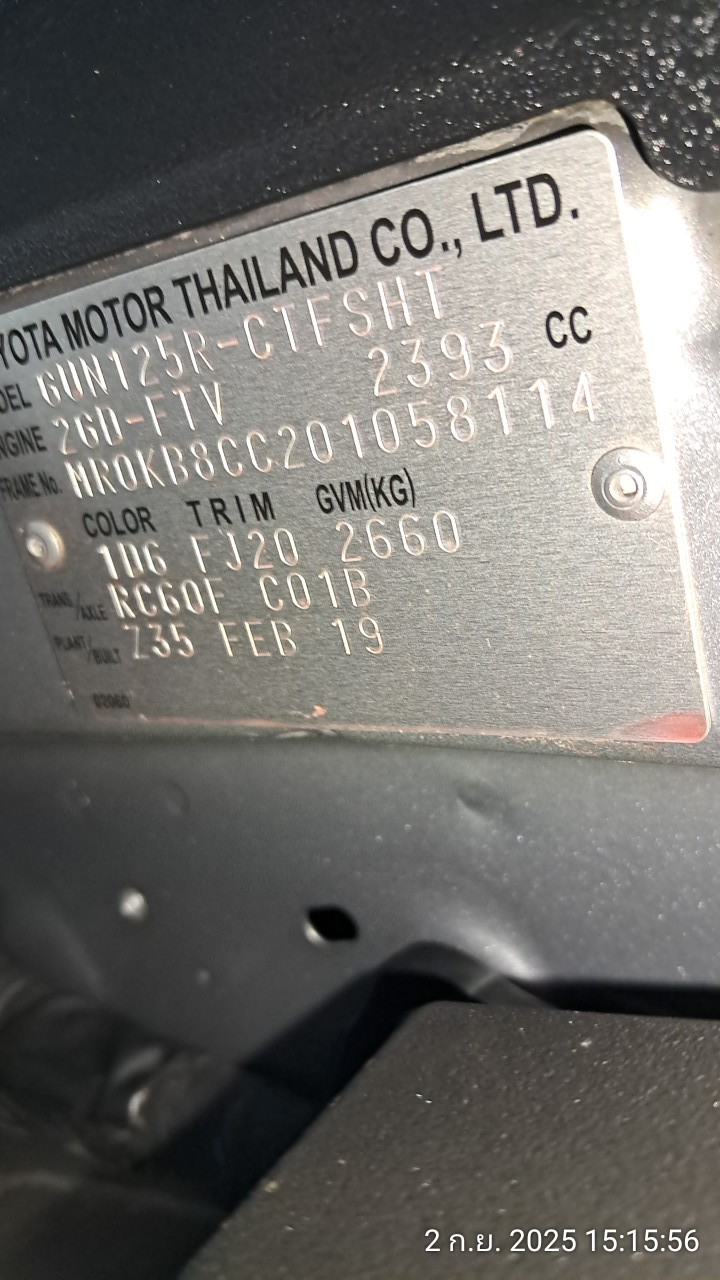 YOTA MOTOR THAILAND CO., LTD.
DEL GUN125R-CTFSHT
NGINE 2GD-FTV 2393 CC
FRAME No. MR0KB8CC201058114
COLOR TRIM GVM(KG)
1D6 FJ20 2660
TRANS/AXLE RC60F C01B
PLANT/BUILT Z35 FEB 19
02060
2 ก.ย. 2025 15:15:56